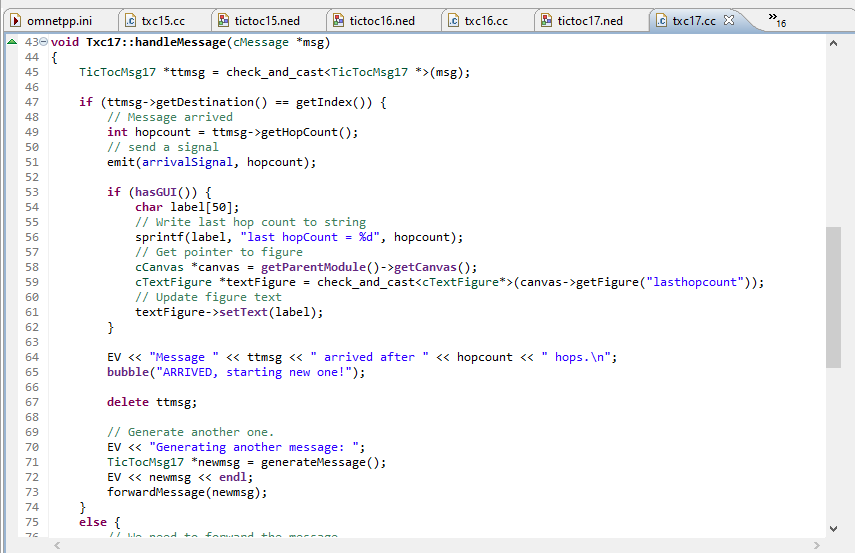 omnetpp.ini txc15.cc tictoc15.ned tictoc16.ned txc16.cc tictoc17.ned txc17.cc »16
43 void Txc17::handleMessage(cMessage *msg)
44 {
45     TicTocMsg17 *ttmsg = check_and_cast<TicTocMsg17 *>(msg);
46
47     if (ttmsg->getDestination() == getIndex()) {
48         // Message arrived
49         int hopcount = ttmsg->getHopCount();
50         // send a signal
51         emit(arrivalSignal, hopcount);
52
53         if (hasGUI()) {
54             char label[50];
55             // Write last hop count to string
56             sprintf(label, "last hopCount = %d", hopcount);
57             // Get pointer to figure
58             cCanvas *canvas = getParentModule()->getCanvas();
59             cTextFigure *textFigure = check_and_cast<cTextFigure*>(canvas->getFigure("lasthopcount"));
60             // Update figure text
61             textFigure->setText(label);
62         }
63
64         EV << "Message " << ttmsg << " arrived after " << hopcount << " hops.\n";
65         bubble("ARRIVED, starting new one!");
66
67         delete ttmsg;
68
69         // Generate another one.
70         EV << "Generating another message: ";
71         TicTocMsg17 *newmsg = generateMessage();
72         EV << newmsg << endl;
73         forwardMessage(newmsg);
74     }
75     else {
76         // We need to forward the message